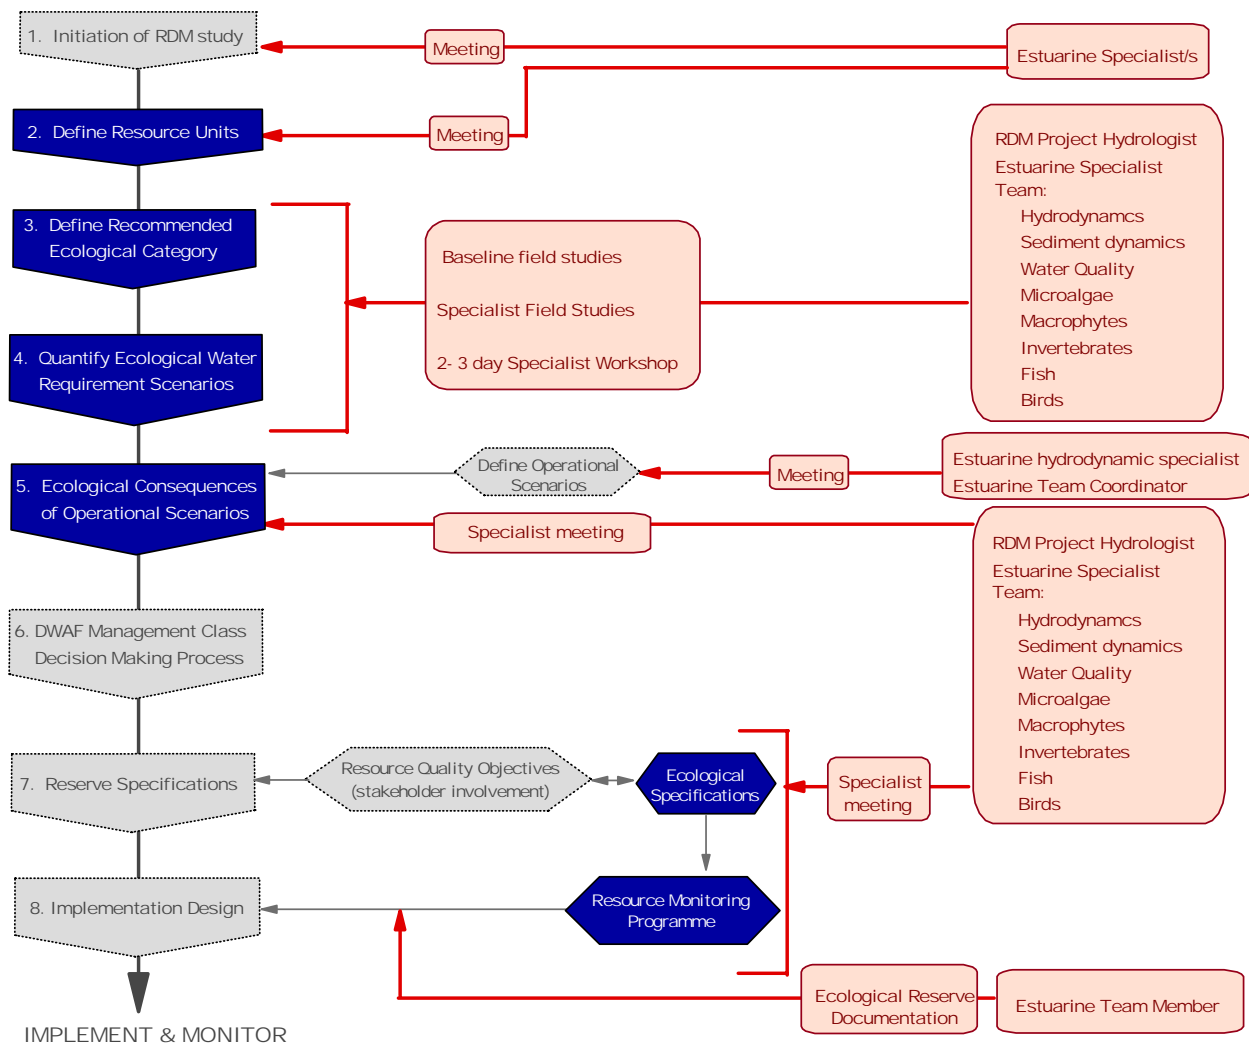 1. Initiation of RDM study
Meeting
Estuarine Specialist/s
2. Define Resource Units
Meeting
RDM Project Hydrologist
Estuarine Specialist
Team:
Hydrodynamcs
Sediment dynamics
Water Quality
Microalgae
Macrophytes
Invertebrates
Fish
Birds
3. Define Recommended
Ecological Category
Baseline field studies
Specialist Field Studies
2- 3 day Specialist Workshop
4. Quantify Ecological Water
Requirement Scenarios
5. Ecological Consequences
of Operational Scenarios
Define Operational
Scenarios
Meeting
Estuarine hydrodynamic specialist
Estuarine Team Coordinator
Specialist meeting
RDM Project Hydrologist
Estuarine Specialist
Team:
Hydrodynamcs
Sediment dynamics
Water Quality
Microalgae
Macrophytes
Invertebrates
Fish
Birds
6. DWAF Management Class
Decision Making Process
7. Reserve Specifications
Resource Quality Objectives
(stakeholder involvement)
Ecological
Specifications
Specialist
meeting
8. Implementation Design
Resource Monitoring
Programme
Ecological Reserve
Documentation
Estuarine Team Member
IMPLEMENT & MONITOR